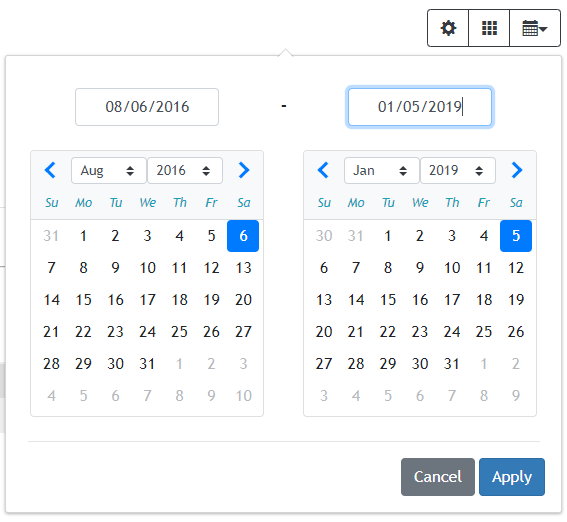 08/06/2016 - 01/05/2019
Aug 2016
Su Mo Tu We Th Fr Sa
31 1 2 3 4 5 6
7 8 9 10 11 12 13
14 15 16 17 18 19 20
21 22 23 24 25 26 27
28 29 30 31 1 2 3
4 5 6 7 8 9 10
Jan 2019
Su Mo Tu We Th Fr Sa
30 31 1 2 3 4 5
6 7 8 9 10 11 12
13 14 15 16 17 18 19
20 21 22 23 24 25 26
27 28 29 30 31 1 2
3 4 5 6 7 8 9
Cancel Apply